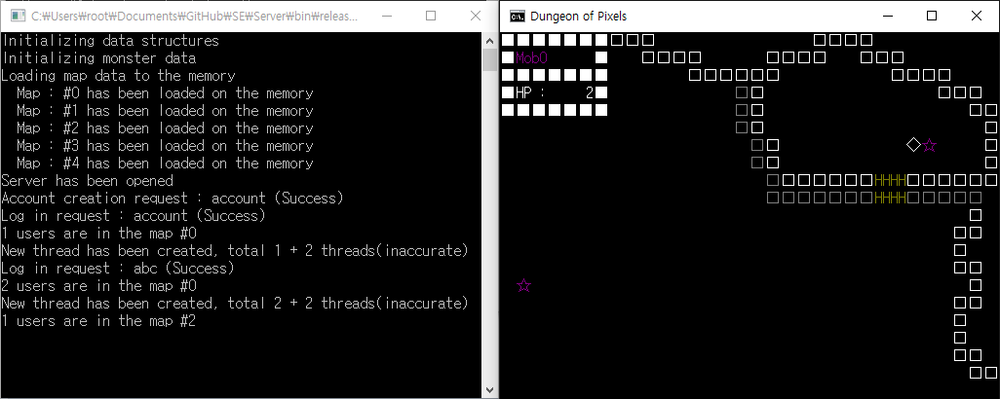 C:₩Users₩root₩Documents₩GitHub₩SE₩Server₩bin₩releas...
Initializing data structures
Initializing monster data
Loading map data to the memory
Map : #0 has been loaded on the memory
Map : #1 has been loaded on the memory
Map : #2 has been loaded on the memory
Map : #3 has been loaded on the memory
Map : #4 has been loaded on the memory
Server has been opened
Account creation request : account (Success)
Log in request : account (Success)
1 users are in the map #0
New thread has been created, total 1 + 2 threads(inaccurate)
Log in request : abc (Success)
2 users are in the map #0
New thread has been created, total 2 + 2 threads(inaccurate)
1 users are in the map #2
Dungeon of Pixels
Mob0
HP : 2
HHHH
HHHH